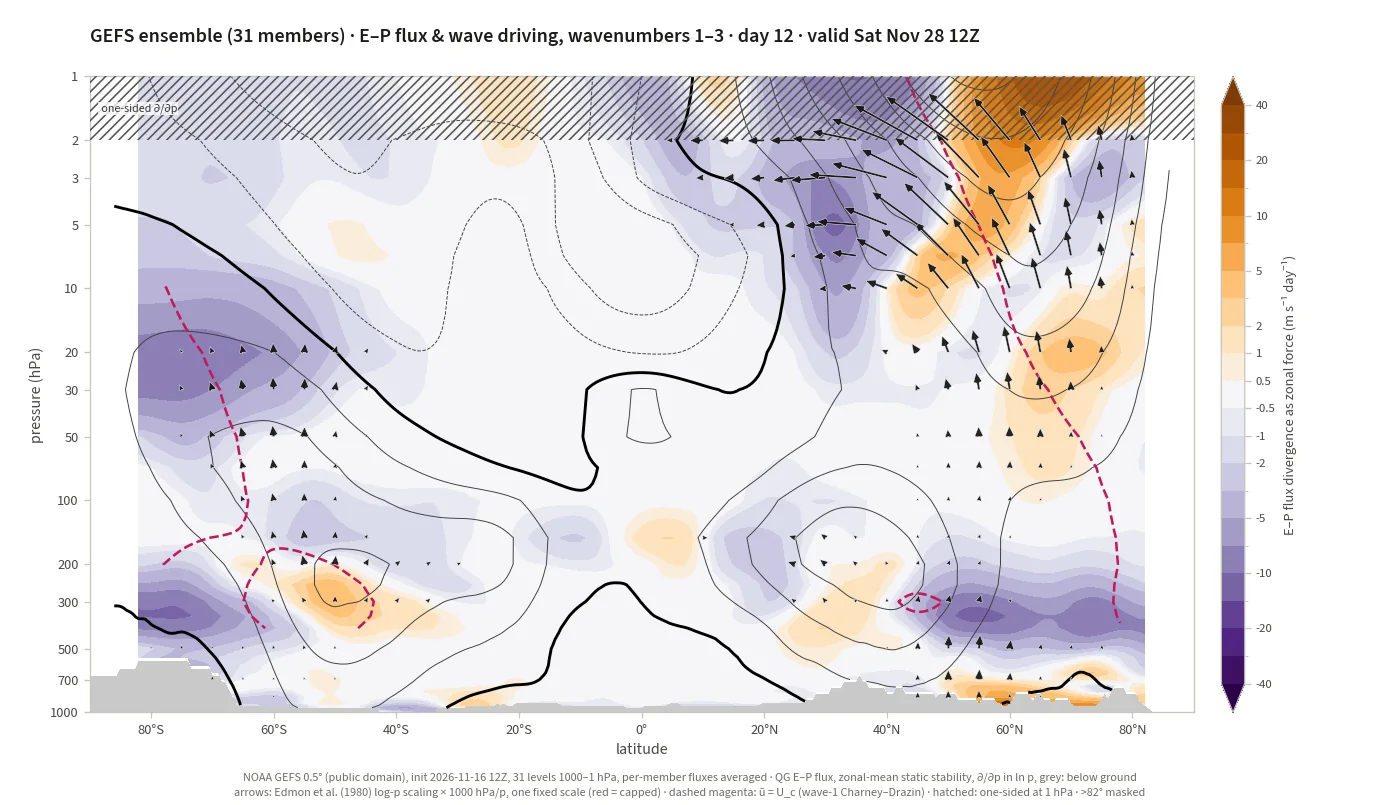 GEFS ensemble (31 members) · E–P flux & wave driving, wavenumbers 1–3 · day 12 · valid Sat Nov 28 12Z
one-sided ∂/∂p
1
2
3
5
10
20
30
50
100
200
300
500
700
1000
pressure (hPa)
80°S
60°S
40°S
20°S
0°
20°N
40°N
60°N
80°N
latitude
40
20
10
5
2
1
0.5
-0.5
-1
-2
-5
-10
-20
-40
E–P flux divergence as zonal force (m s⁻¹ day⁻¹)
NOAA GEFS 0.5° (public domain), init 2026-11-16 12Z, 31 levels 1000–1 hPa, per-member fluxes averaged · QG E–P flux, zonal-mean static stability, ∂/∂p in ln p, grey: below ground
arrows: Edmon et al. (1980) log-p scaling × 1000 hPa/p, one fixed scale (red = capped) · dashed magenta: ū = U_c (wave-1 Charney–Drazin) · hatched: one-sided at 1 hPa · >82° masked